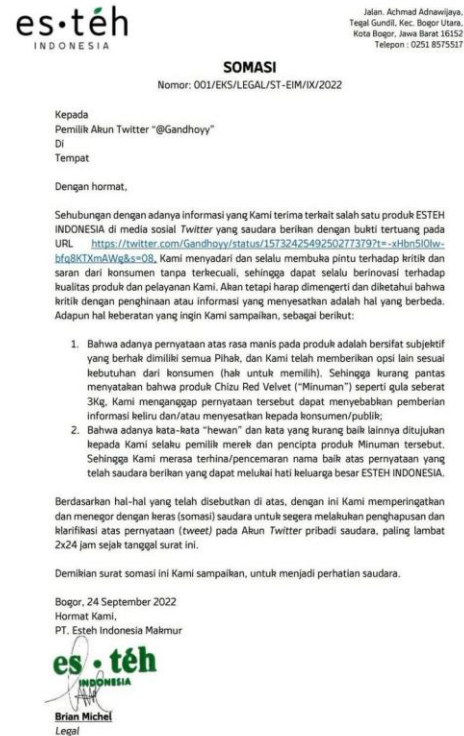 es•téh
INDONESIA
Jalan. Achmad Adnawijaya,
Tegal Gundil, Kec. Bogor Utara,
Kota Bogor, Jawa Barat 16152
Telepon : 0251 8575517
SOMASI
Nomor: 001/EKS/LEGAL/ST-EIM/IX/2022
Kepada
Pemilik Akun Twitter "@Gandhoyy"
Di
Tempat
Dengan hormat,
Sehubungan dengan adanya informasi yang Kami terima terkait salah satu produk ESTEH
INDONESIA di media sosial Twitter yang saudara berikan dengan bukti tertuang pada
URL https://twitter.com/Gandhoyy/status/1573242549250277379?t=-xHbn5I0lw-
bfq8KTXmAWg&s=08. Kami menyadari dan selalu membuka pintu terhadap kritik dan
saran dari konsumen tanpa terkecuali, sehingga dapat selalu berinovasi terhadap
kualitas produk dan pelayanan Kami. Akan tetapi harap dimengerti dan diketahui bahwa
kritik dengan penghinaan atau informasi yang menyesatkan adalah hal yang berbeda.
Adapun hal keberatan yang ingin Kami sampaikan, sebagai berikut:
1. Bahwa adanya pernyataan atas rasa manis pada produk adalah bersifat subjektif
yang berhak dimiliki semua Pihak, dan Kami telah memberikan opsi lain sesuai
kebutuhan dari konsumen (hak untuk memilih). Sehingga kurang pantas
menyatakan bahwa produk Chizu Red Velvet ("Minuman") seperti gula seberat
3Kg, Kami menganggap pernyataan tersebut dapat menyebabkan pemberian
informasi keliru dan/atau menyesatkan kepada konsumen/publik;
2. Bahwa adanya kata-kata "hewan" dan kata yang kurang baik lainnya ditujukan
kepada Kami selaku pemilik merek dan pencipta produk Minuman tersebut.
Sehingga Kami merasa terhina/pencemaran nama baik atas pernyataan yang
telah saudara berikan yang dapat melukai hati keluarga besar ESTEH INDONESIA.
Berdasarkan hal-hal yang telah disebutkan di atas, dengan ini Kami memperingatkan
dan menegor dengan keras (somasi) saudara untuk segera melakukan penghapusan dan
klarifikasi atas pernyataan (tweet) pada Akun Twitter pribadi saudara, paling lambat
2x24 jam sejak tanggal surat ini.
Demikian surat somasi ini Kami sampaikan, untuk menjadi perhatian saudara.
Bogor, 24 September 2022
Hormat Kami,
PT. Esteh Indonesia Makmur
es•téh
INDONESIA
Brian Michel
Legal